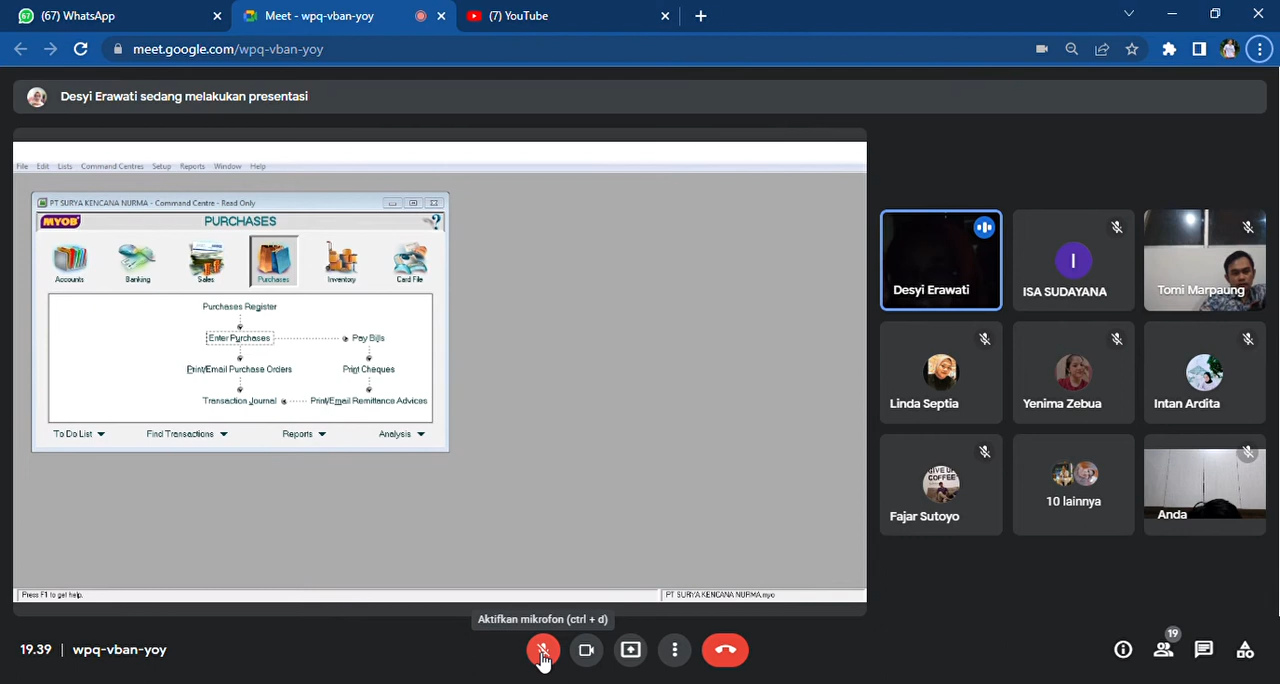 (67) WhatsApp
Meet - wpq-vban-yoy
(7) YouTube
meet.google.com/wpq-vban-yoy
Desyi Erawati sedang melakukan presentasi
File Edit Lists Command Centres Setup Reports Window Help
PT SURYA KENCANA NURMA - Command Centre - Read Only
MYOB
PURCHASES
?
Accounts
Banking
Sales
Purchases
Inventory
Card File
Purchases Register
Enter Purchases
Pay Bills
Print/Email Purchase Orders
Print Cheques
Transaction Journal
Print/Email Remittance Advices
To Do List
Find Transactions
Reports
Analysis
Press F1 to get help.
PT SURYA KENCANA NURMA.myo
Desyi Erawati
I
ISA SUDAYANA
Tomi Marpaung
Linda Septia
Yenima Zebua
Intan Ardita
GIVE UP
COFFEE
Fajar Sutoyo
10 lainnya
Anda
Aktifkan mikrofon (ctrl + d)
19.39 | wpq-vban-yoy
19